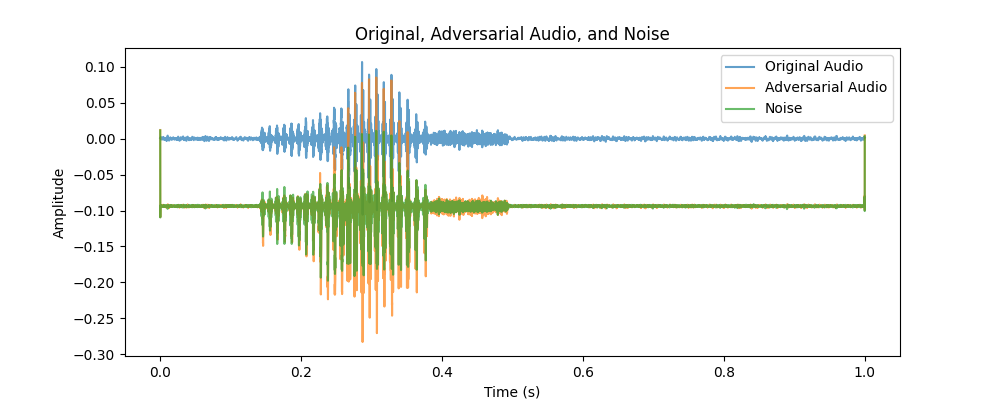 Original, Adversarial Audio, and Noise
Original Audio
Adversarial Audio
Noise
Amplitude
0.10
0.05
0.00
−0.05
−0.10
−0.15
−0.20
−0.25
−0.30
0.0 0.2 0.4 0.6 0.8 1.0
Time (s)